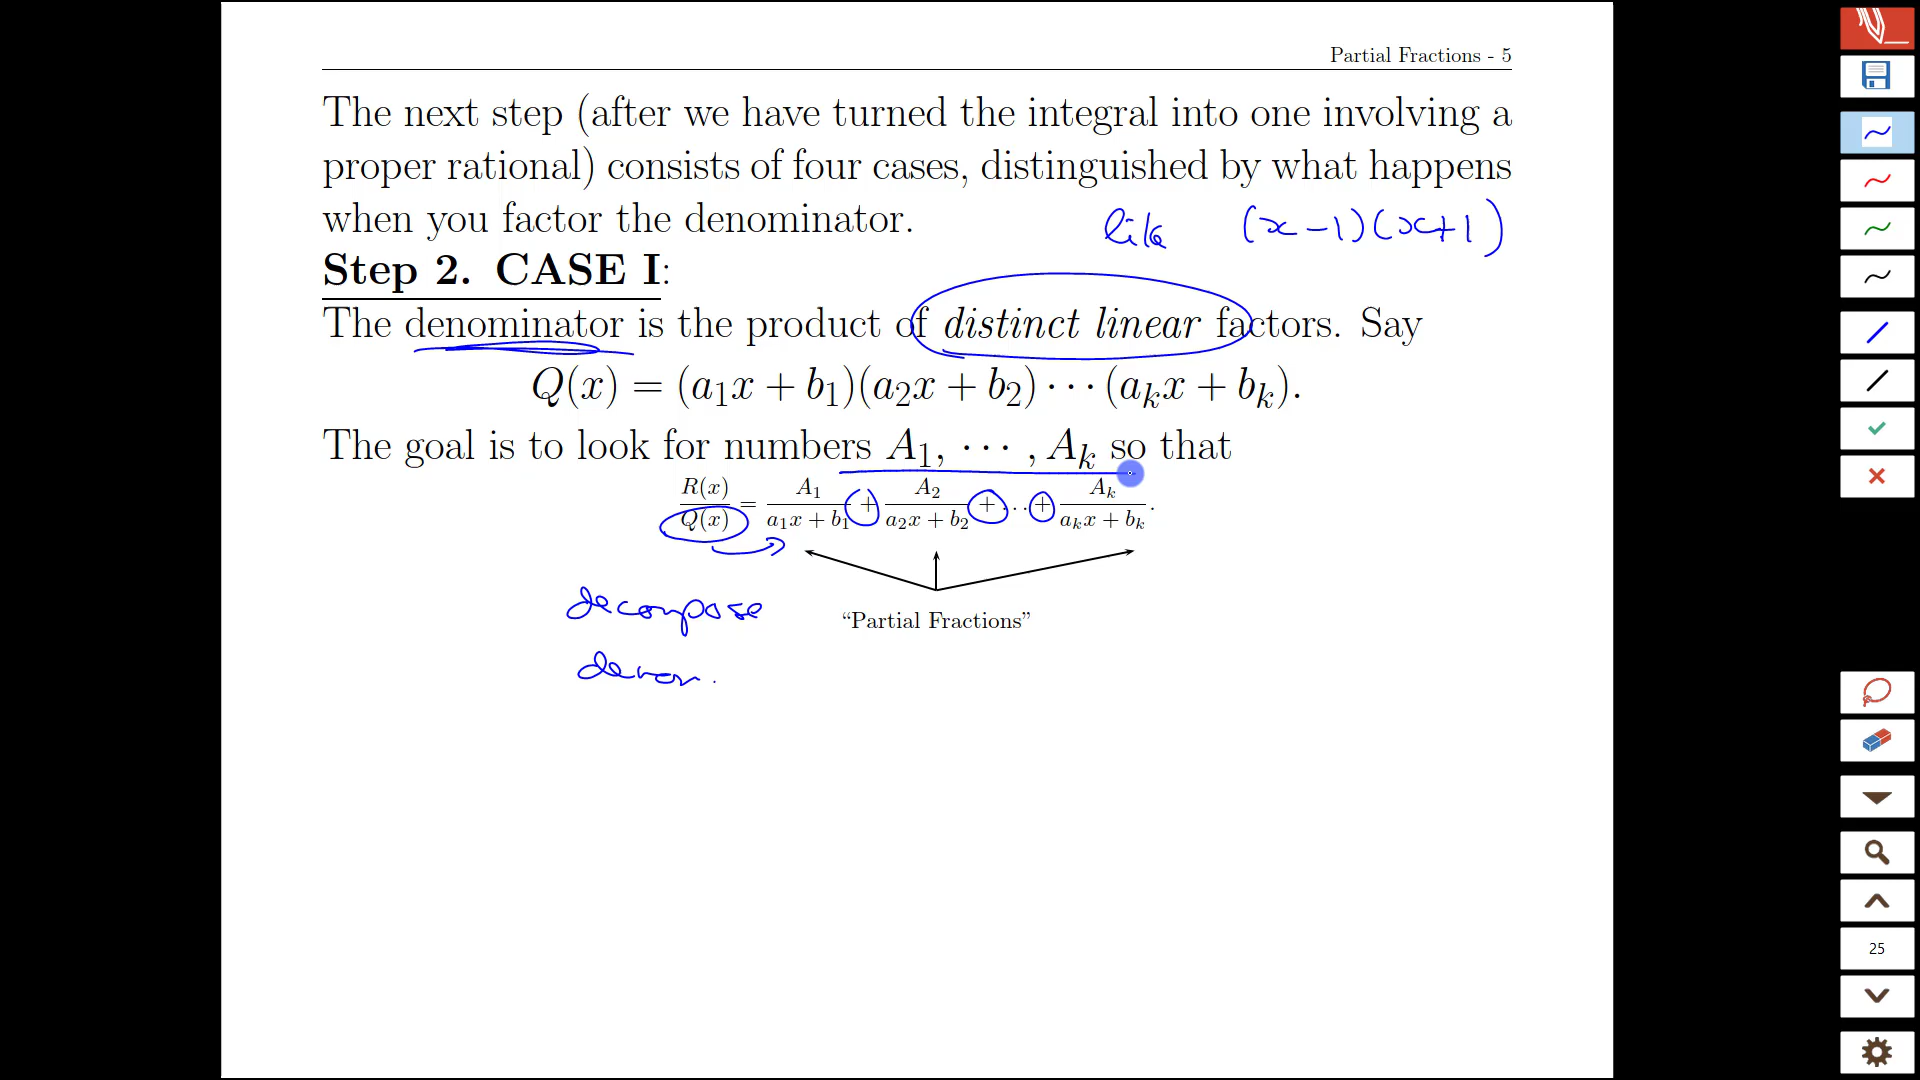 Partial Fractions - 5
The next step (after we have turned the integral into one involving a
proper rational) consists of four cases, distinguished by what happens
when you factor the denominator.
like (x-1)(x+1)
Step 2. CASE I:
The denominator is the product of distinct linear factors. Say
Q(x) = (a₁x + b₁)(a₂x + b₂) ⋯ (aₖx + bₖ).
The goal is to look for numbers A₁, ⋯ , Aₖ so that
R(x)/Q(x) = A₁/(a₁x + b₁) + A₂/(a₂x + b₂) + … + Aₖ/(aₖx + bₖ).
decompose
“Partial Fractions”
denom.
25